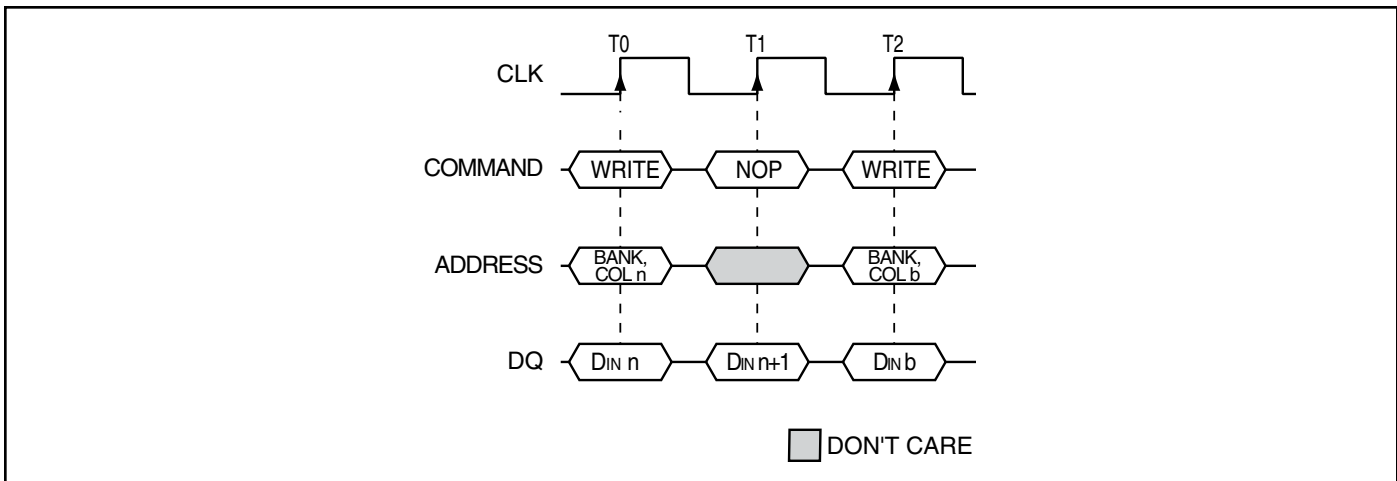 T0 T1 T2
CLK
COMMAND WRITE NOP WRITE
ADDRESS BANK, COL n BANK, COL b
DQ DIN n DIN n+1 DIN b
DON'T CARE